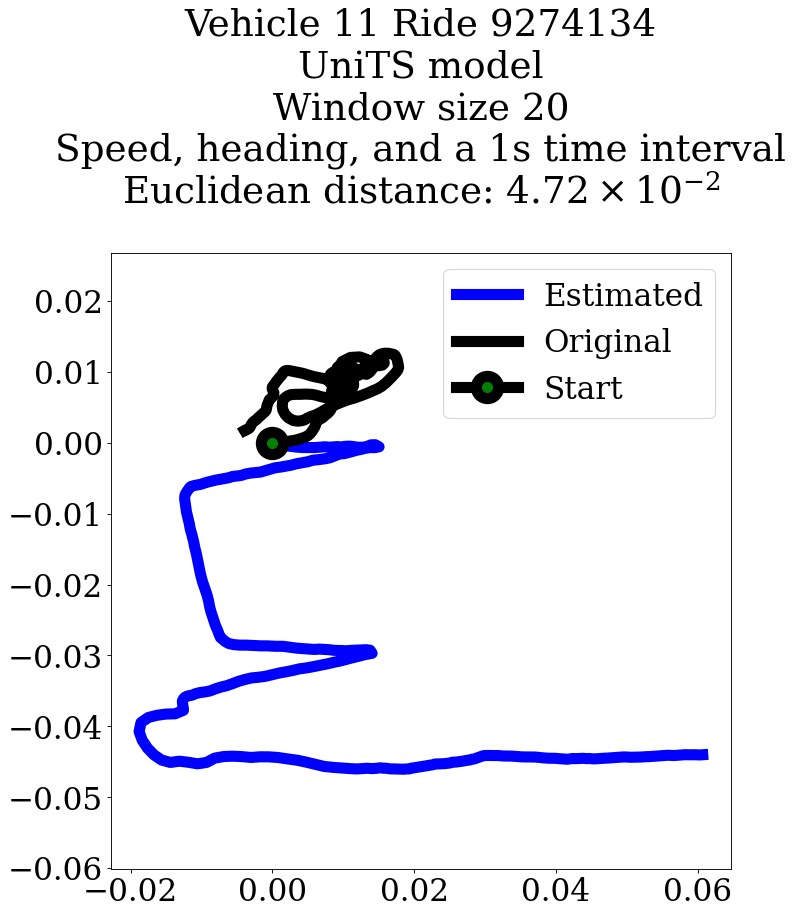 Vehicle 11 Ride 9274134
UniTS model
Window size 20
Speed, heading, and a 1s time interval
Euclidean distance: 4.72 × 10⁻²
Estimated
Original
Start
0.02
0.01
0.00
−0.01
−0.02
−0.03
−0.04
−0.05
−0.06
−0.02 0.00 0.02 0.04 0.06